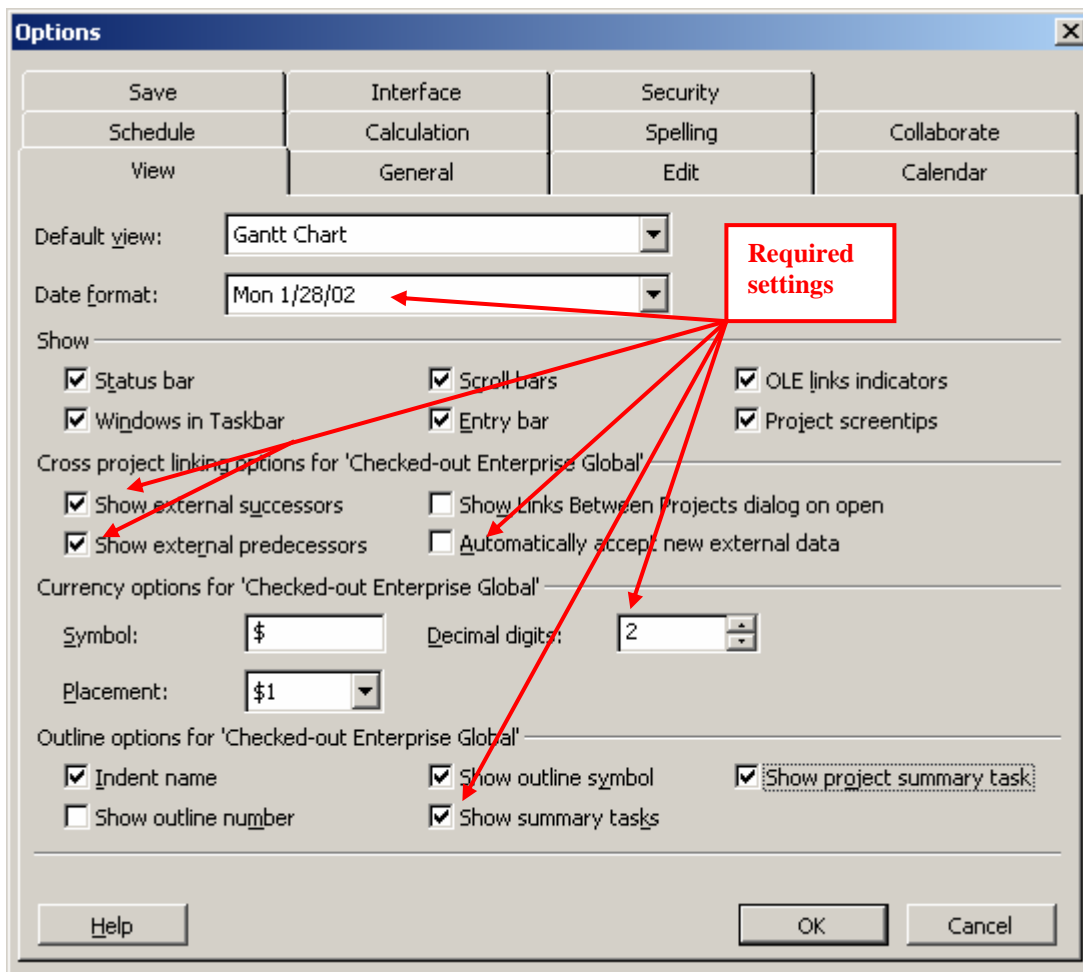 Options
Save Interface Security
Schedule Calculation Spelling Collaborate
View General Edit Calendar
Default view: Gantt Chart
Required
settings
Date format: Mon 1/28/02
Show
Status bar Scroll bars OLE links indicators
Windows in Taskbar Entry bar Project screentips
Cross project linking options for 'Checked-out Enterprise Global'
Show external successors Show Links Between Projects dialog on open
Show external predecessors Automatically accept new external data
Currency options for 'Checked-out Enterprise Global'
Symbol: $ Decimal digits: 2
Placement: $1
Outline options for 'Checked-out Enterprise Global'
Indent name Show outline symbol Show project summary task
Show outline number Show summary tasks
Help OK Cancel